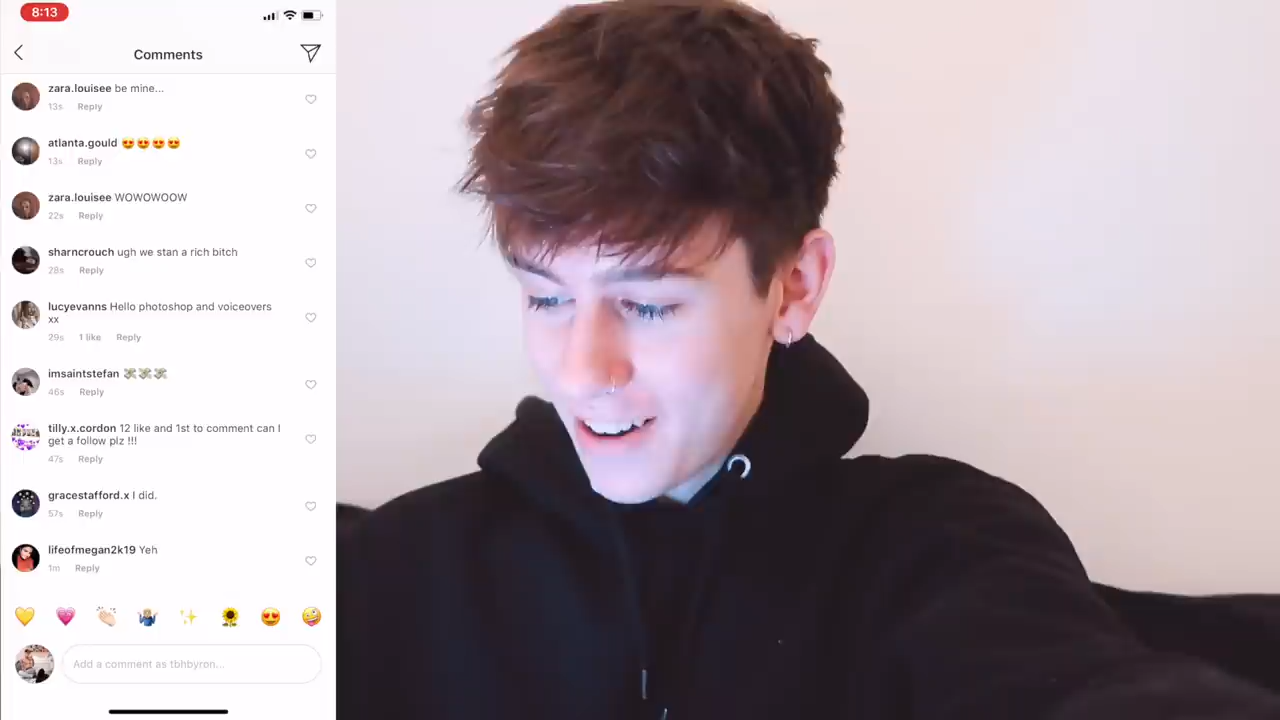 8:13
Comments
zara.louisee be mine...
13s Reply
atlanta.gould 😍😍😍😍
13s Reply
zara.louisee WOWOWOOW
22s Reply
sharncrouch ugh we stan a rich bitch
28s Reply
lucyevanns Hello photoshop and voiceovers
xx
29s 1 like Reply
imsaintstefan 💸💸💸
46s Reply
tilly.x.cordon 12 like and 1st to comment can I
get a follow plz !!!
47s Reply
gracestafford.x I did.
57s Reply
lifeofmegan2k19 Yeh
1m Reply
Add a comment as tbhbyron...